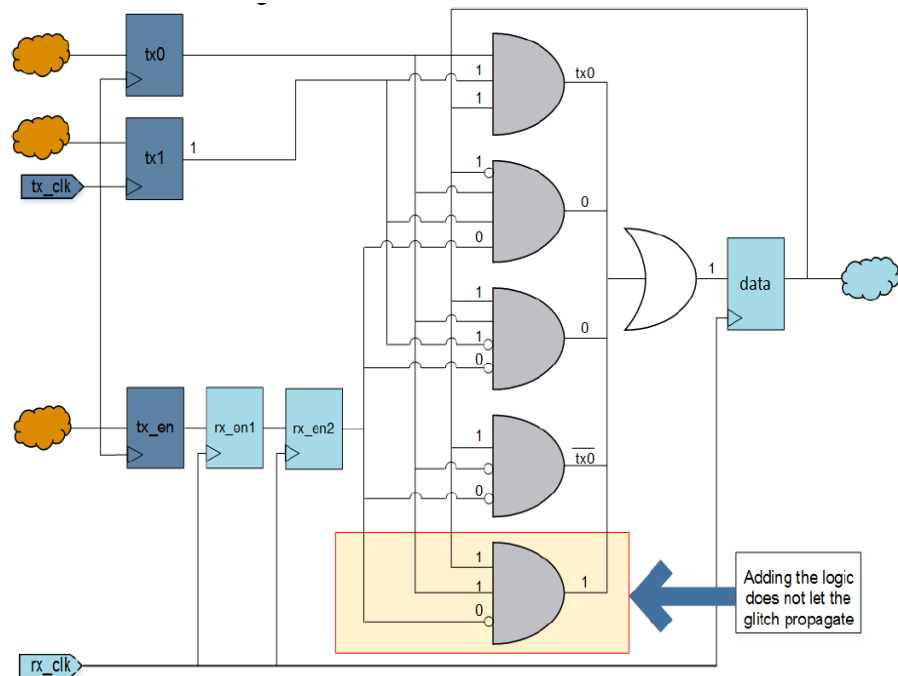 tx0
1
tx0
1
tx1
1
tx_clk
1
0
0
1
1
0
0
1
data
tx_en
rx_en1
rx_en2
1
tx0
0
1
1
1
0
Adding the logic
does not let the
glitch propagate
rx_clk